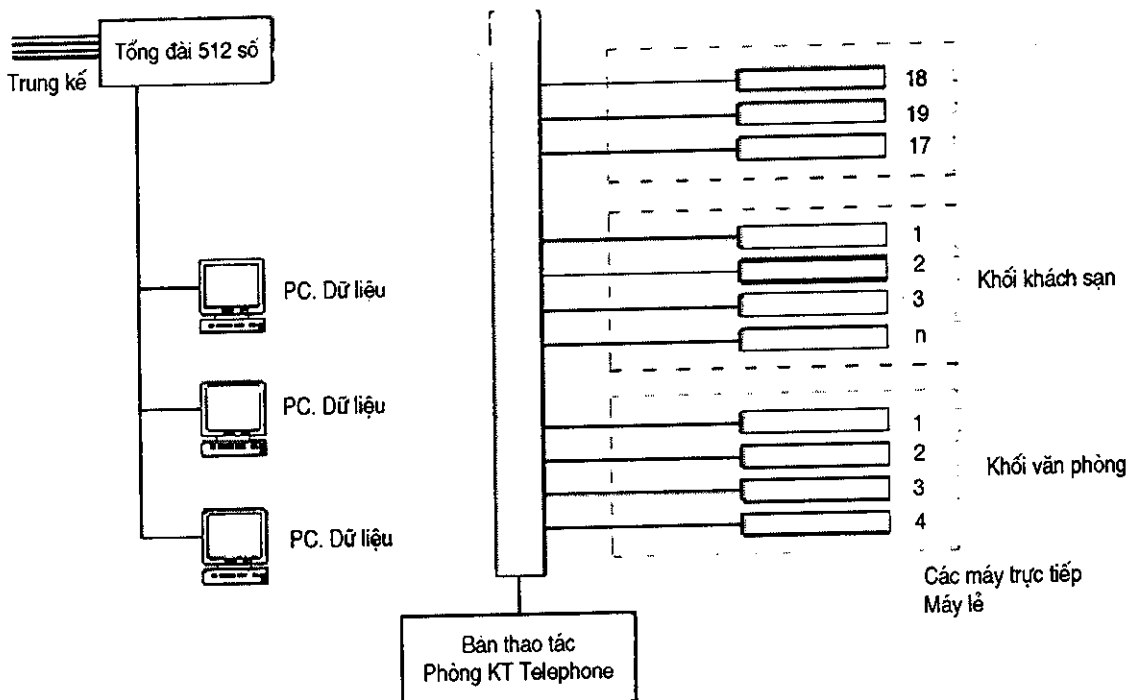 Tổng đài 512 số
Trung kế
PC. Dữ liệu
PC. Dữ liệu
PC. Dữ liệu
18
19
17
1
2
3
n
Khối khách sạn
1
2
3
4
Khối văn phòng
Các máy trực tiếp
Máy lẻ
Bàn thao tác
Phòng KT Telephone